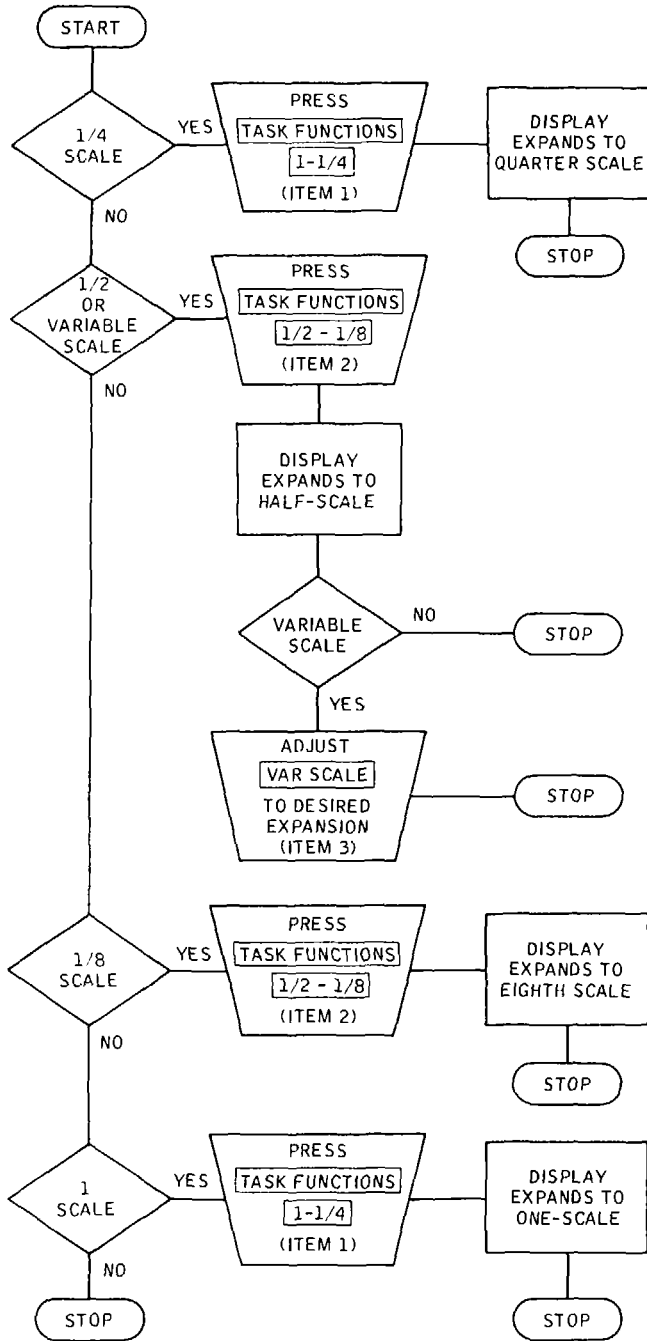 START
1/4
SCALE
YES
NO
PRESS
TASK FUNCTIONS
1-1/4
(ITEM 1)
DISPLAY
EXPANDS TO
QUARTER SCALE
STOP
1/2
OR
VARIABLE
SCALE
YES
NO
PRESS
TASK FUNCTIONS
1/2 - 1/8
(ITEM 2)
DISPLAY
EXPANDS TO
HALF-SCALE
VARIABLE
SCALE
NO
STOP
YES
ADJUST
VAR SCALE
TO DESIRED
EXPANSION
(ITEM 3)
STOP
1/8
SCALE
YES
NO
PRESS
TASK FUNCTIONS
1/2 - 1/8
(ITEM 2)
DISPLAY
EXPANDS TO
EIGHTH SCALE
STOP
1
SCALE
YES
NO
PRESS
TASK FUNCTIONS
1-1/4
(ITEM 1)
DISPLAY
EXPANDS TO
ONE-SCALE
STOP
STOP